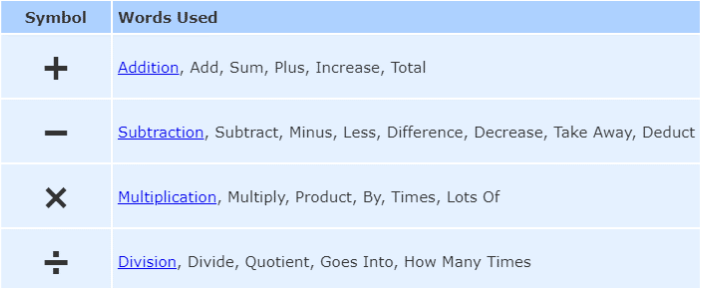 Symbol Words Used
+ Addition, Add, Sum, Plus, Increase, Total
− Subtraction, Subtract, Minus, Less, Difference, Decrease, Take Away, Deduct
× Multiplication, Multiply, Product, By, Times, Lots Of
÷ Division, Divide, Quotient, Goes Into, How Many Times